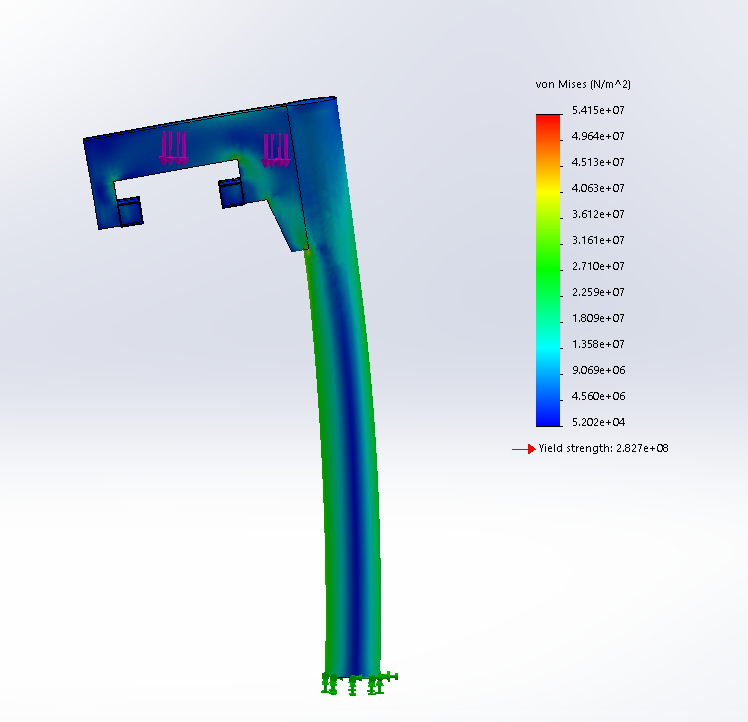 von Mises (N/m^2)
5.415e+07
4.964e+07
4.513e+07
4.063e+07
3.612e+07
3.161e+07
2.710e+07
2.259e+07
1.809e+07
1.358e+07
9.069e+06
4.560e+06
5.202e+04
Yield strength: 2.827e+08